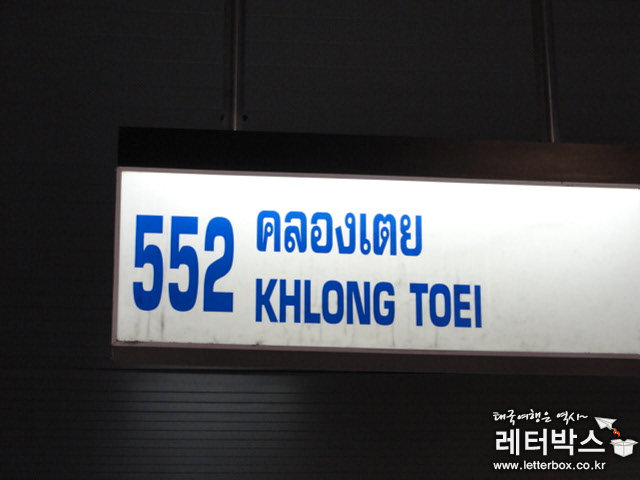 552
คลองเตย
KHLONG TOEI
태국여행은 역사~
레터박스
www.letterbox.co.kr